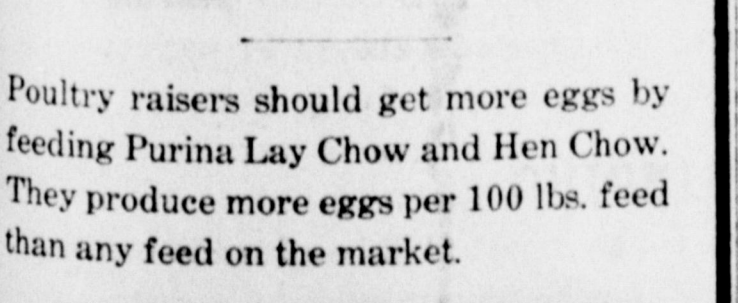 Poultry raisers should get more eggs by
feeding Purina Lay Chow and Hen Chow.
They produce more eggs per 100 lbs. feed
than any feed on the market.